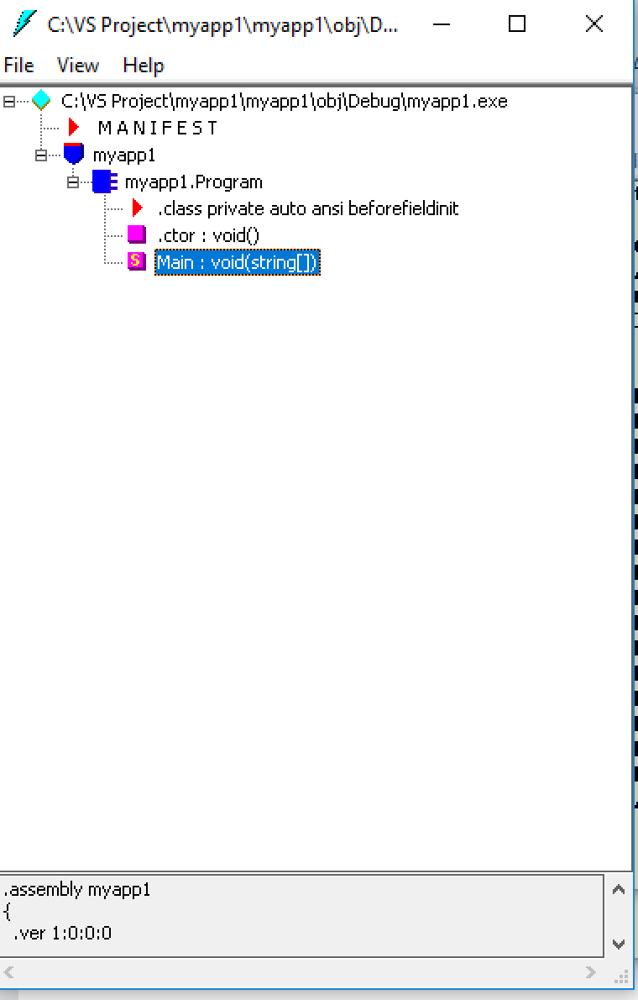 C:\VS Project\myapp1\myapp1\obj\D...
File View Help
C:\VS Project\myapp1\myapp1\obj\Debug\myapp1.exe
M A N I F E S T
myapp1
myapp1.Program
.class private auto ansi beforefieldinit
.ctor : void()
S Main : void(string[])
.assembly myapp1
{
.ver 1:0:0:0